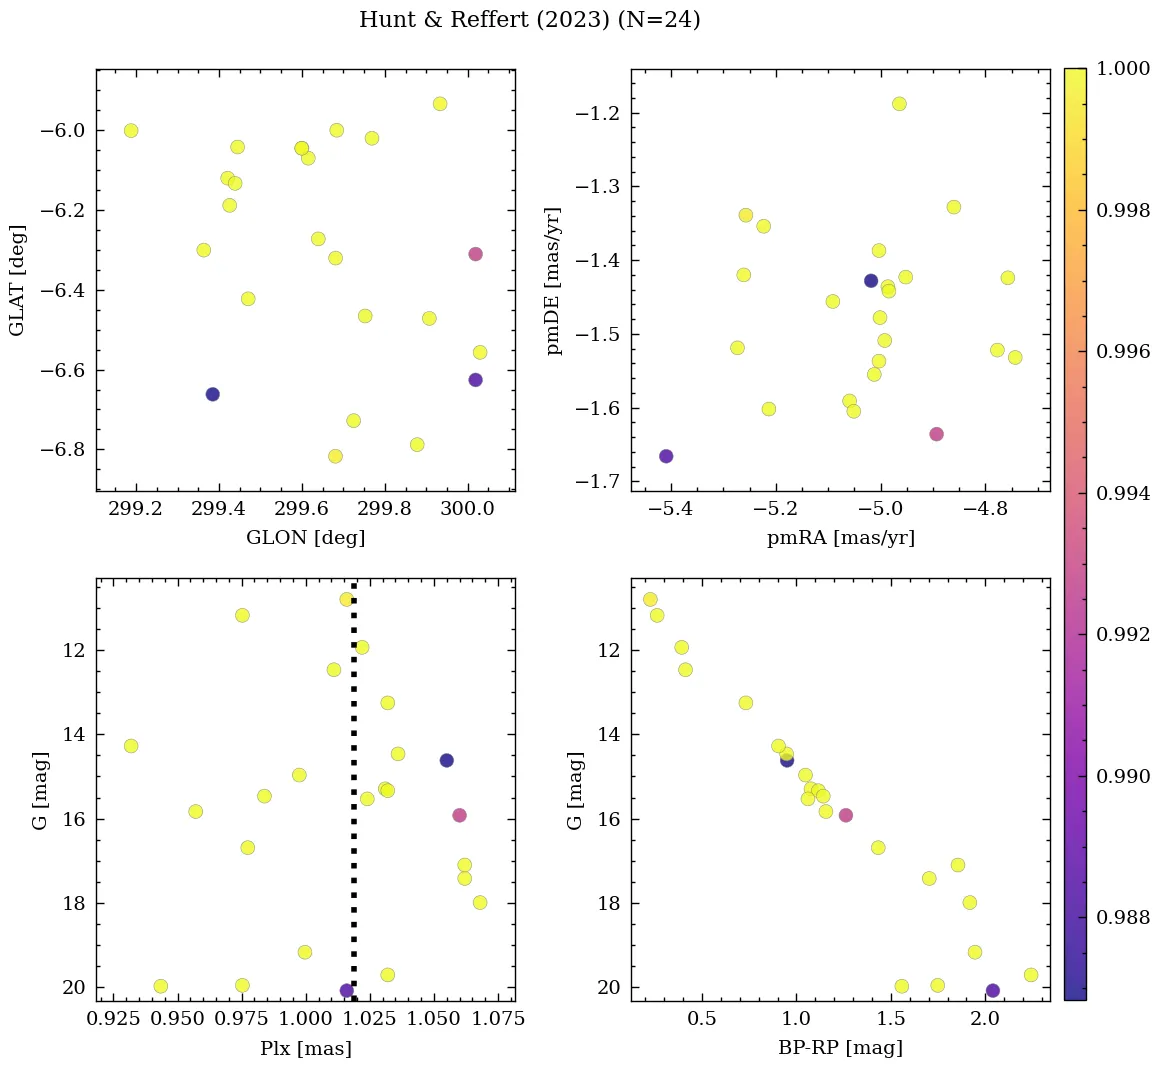 Hunt & Reffert (2023) (N=24)
−6.0
−6.2
−6.4
−6.6
−6.8
GLAT [deg]
299.2 299.4 299.6 299.8 300.0
GLON [deg]
−1.2
−1.3
−1.4
−1.5
−1.6
−1.7
pmDE [mas/yr]
−5.4 −5.2 −5.0 −4.8
pmRA [mas/yr]
12
14
16
18
20
G [mag]
0.925 0.950 0.975 1.000 1.025 1.050 1.075
Plx [mas]
12
14
16
18
20
G [mag]
0.5 1.0 1.5 2.0
BP-RP [mag]
1.000
0.998
0.996
0.994
0.992
0.990
0.988